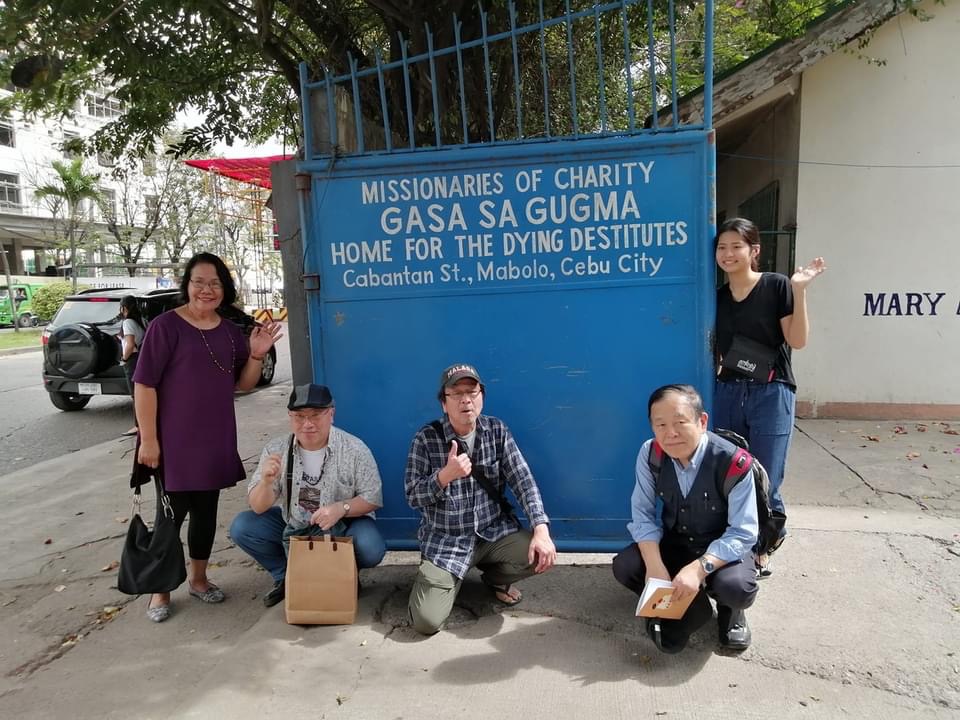 MISSIONARIES OF CHARITY
GASA SA GUGMA
HOME FOR THE DYING DESTITUTES
Cabantan St., Mabolo, Cebu City
MARY